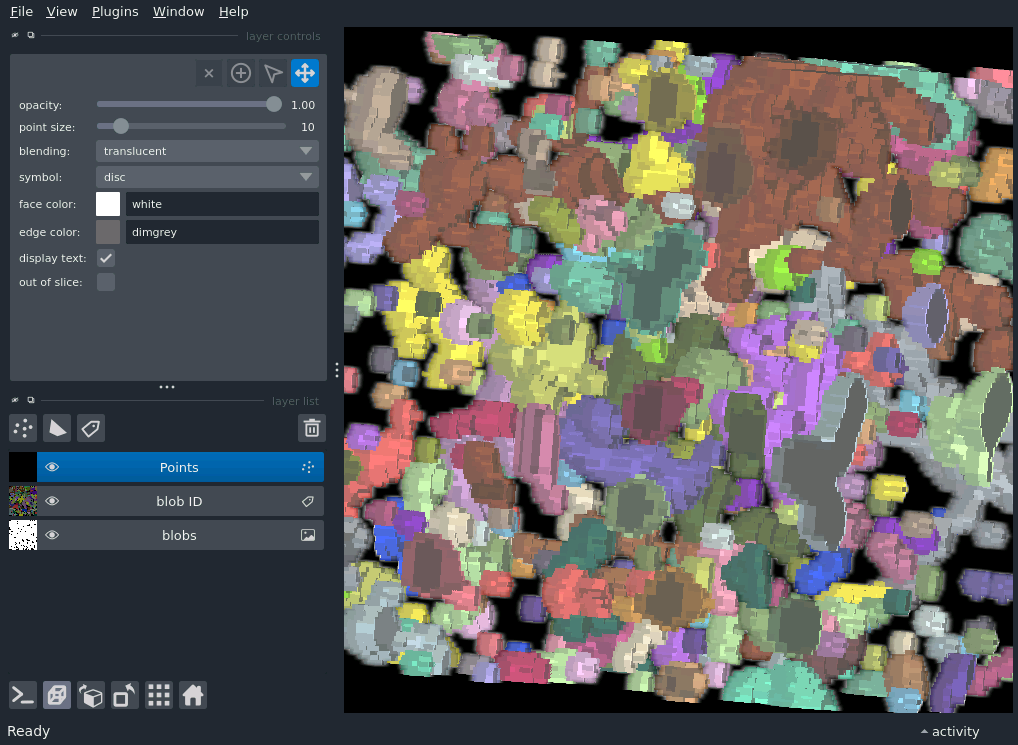 File View Plugins Window Help
layer controls
opacity: 1.00
point size: 10
blending: translucent
symbol: disc
face color: white
edge color: dimgrey
display text:
out of slice:
layer list
Points
blob ID
blobs
Ready
activity